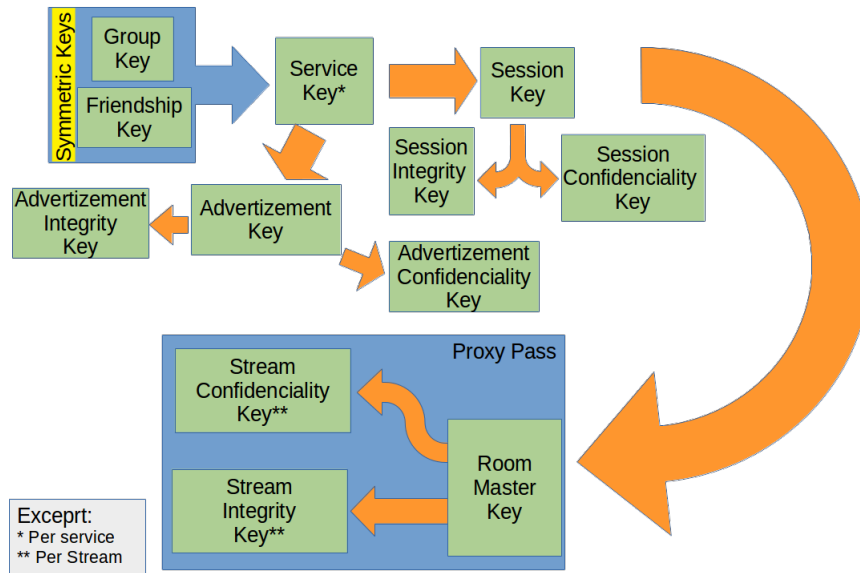 Symmetric Keys
Group
Key
Friendship
Key
Service
Key*
Session
Key
Session
Integrity
Key
Session
Confidenciality
Key
Advertizement
Integrity
Key
Advertizement
Key
Advertizement
Confidenciality
Key
Proxy Pass
Stream
Confidenciality
Key**
Stream
Integrity
Key**
Room
Master
Key
Exceprt:
* Per service
** Per Stream